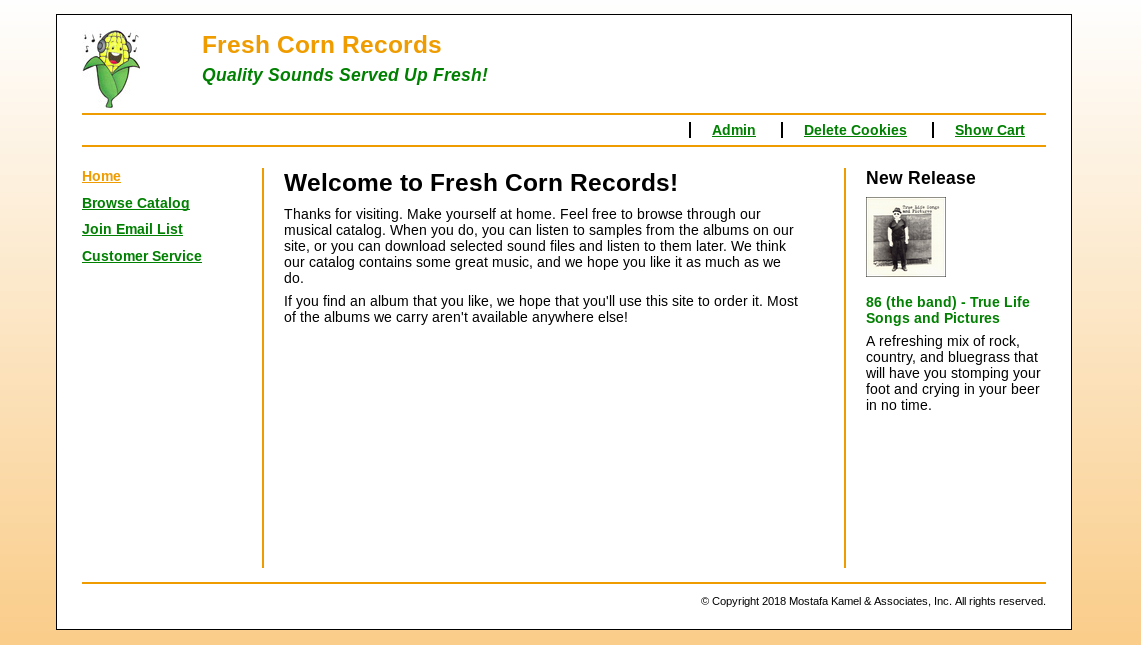 Fresh Corn Records
Quality Sounds Served Up Fresh!
Admin
Delete Cookies
Show Cart
Home
Browse Catalog
Join Email List
Customer Service
Welcome to Fresh Corn Records!
Thanks for visiting. Make yourself at home. Feel free to browse through our
musical catalog. When you do, you can listen to samples from the albums on our
site, or you can download selected sound files and listen to them later. We think
our catalog contains some great music, and we hope you like it as much as we
do.
If you find an album that you like, we hope that you'll use this site to order it. Most
of the albums we carry aren't available anywhere else!
New Release
True Life Songs
and Pictures
86 (the band) - True Life
Songs and Pictures
A refreshing mix of rock,
country, and bluegrass that
will have you stomping your
foot and crying in your beer
in no time.
© Copyright 2018 Mostafa Kamel & Associates, Inc. All rights reserved.